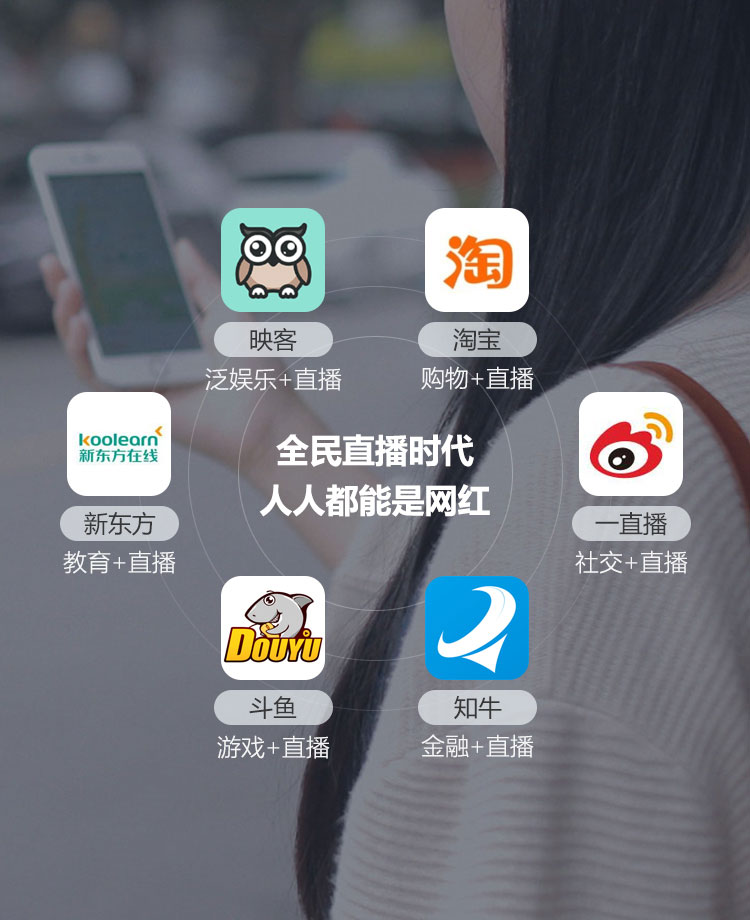 淘
映客
淘宝
泛娱乐+直播
购物+直播
koolearn
新东方在线
全民直播时代
人人都能是网红
新东方
一直播
教育+直播
社交+直播
DOUYU
斗鱼
知牛
游戏+直播
金融+直播